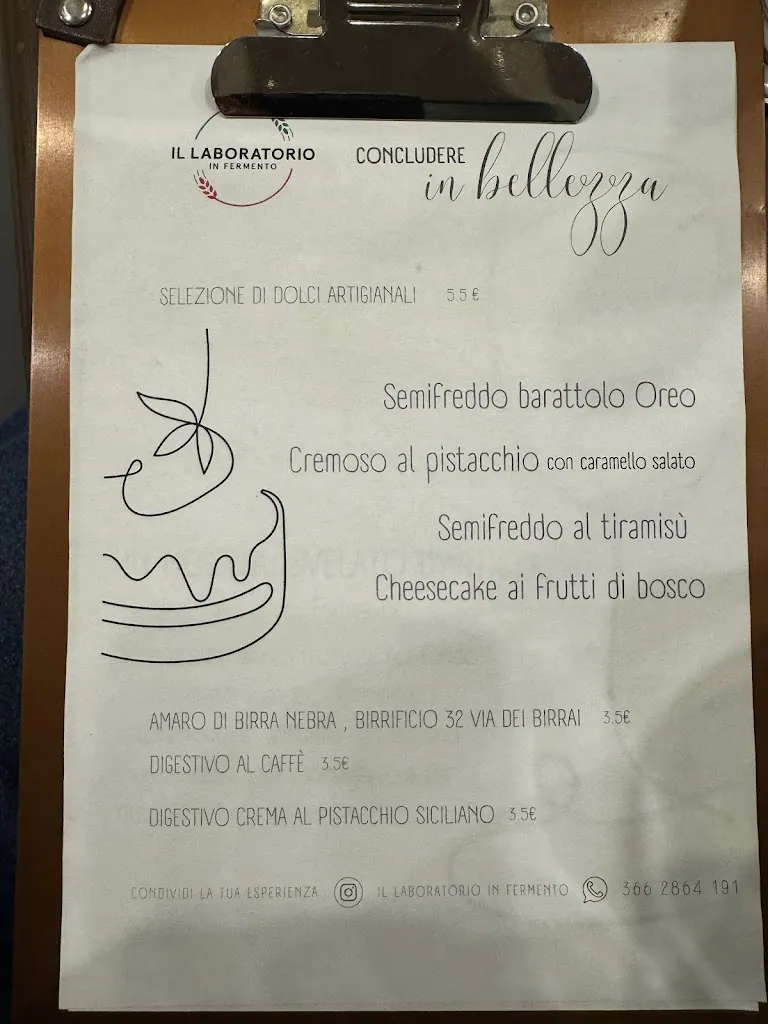 IL LABORATORIO
IN FERMENTO
CONCLUDERE
in bellezza
SELEZIONE DI DOLCI ARTIGIANALI 5.5 €
Semifreddo barattolo Oreo
Cremoso al pistacchio con caramello salato
Semifreddo al tiramisù
Cheesecake ai frutti di bosco
AMARO DI BIRRA NEBRA , BIRRIFICIO 32 VIA DEI BIRRAI 3.5€
DIGESTIVO AL CAFFÈ 3.5€
DIGESTIVO CREMA AL PISTACCHIO SICILIANO 3.5€
CONDIVIDI LA TUA ESPERIENZA IL LABORATORIO IN FERMENTO 366 2864 191